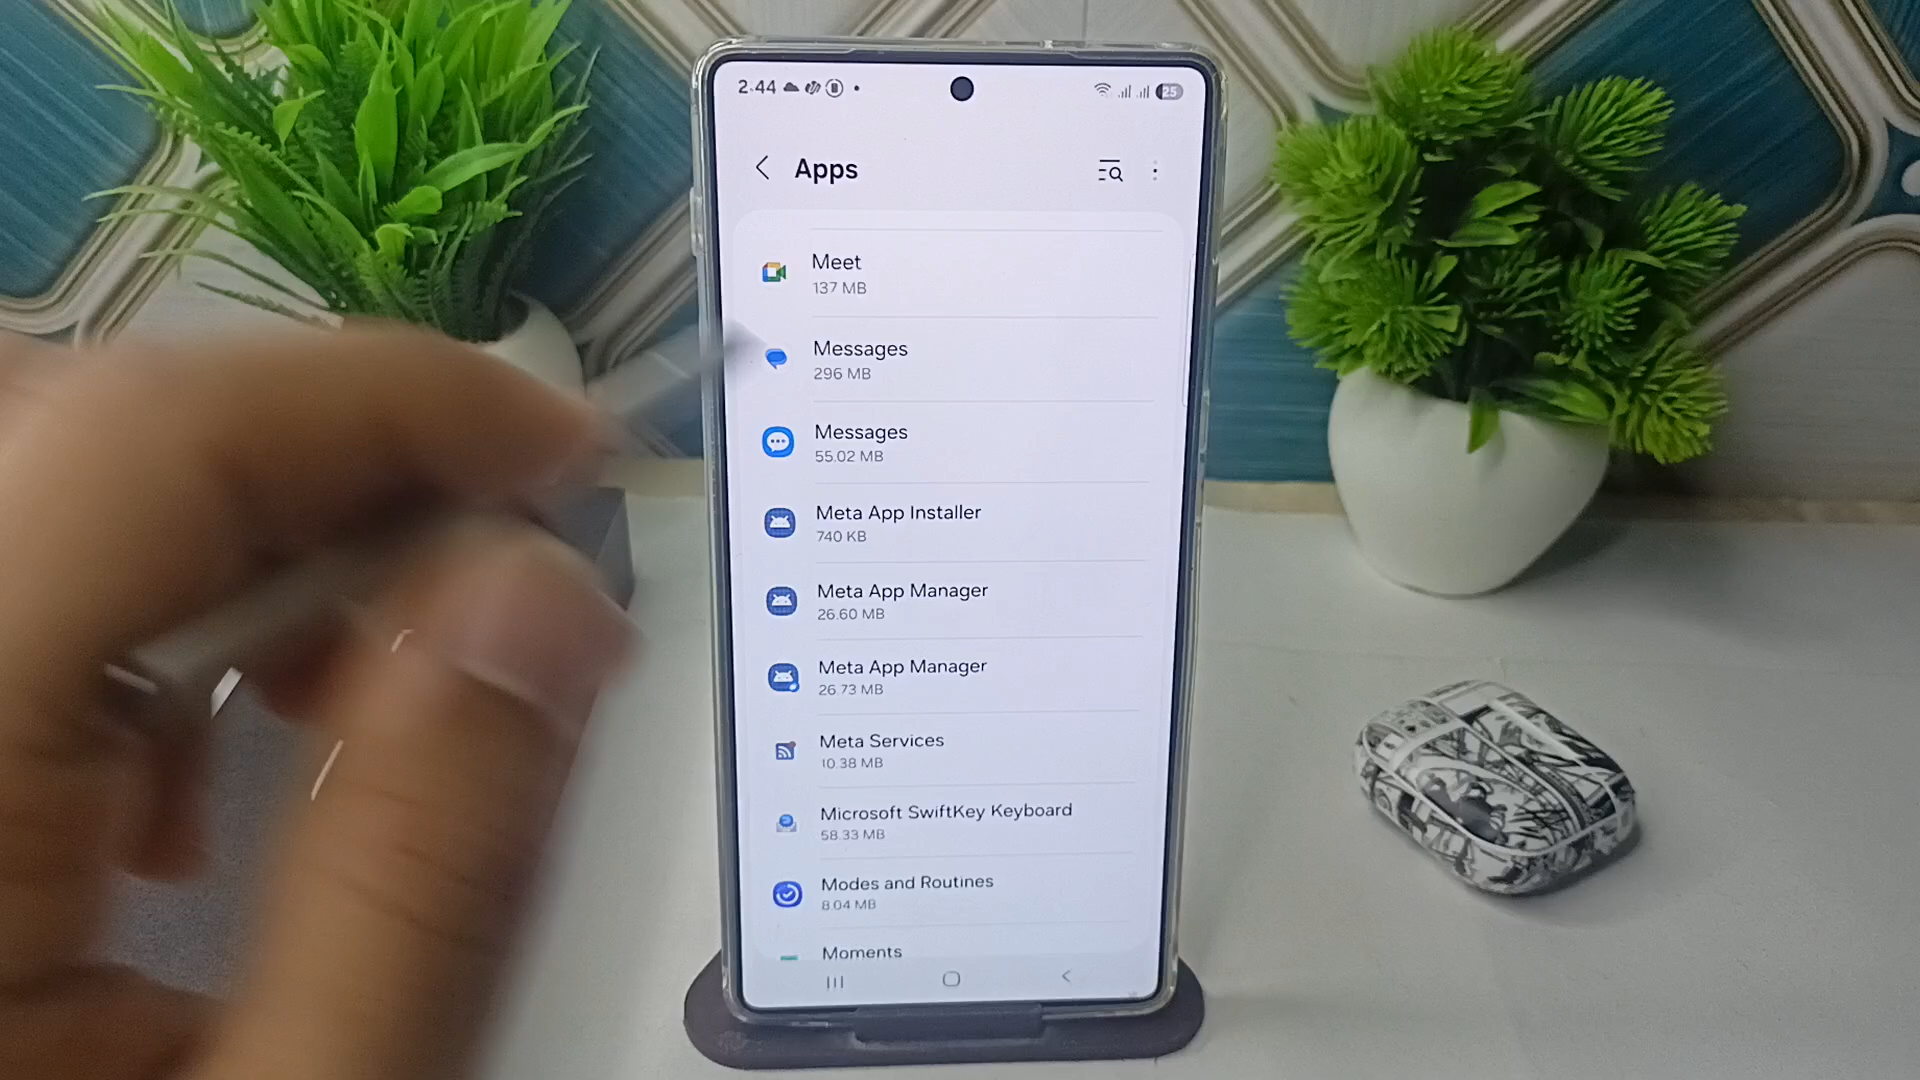 2:44
25
Apps
Meet
137 MB
Messages
296 MB
Messages
55.02 MB
Meta App Installer
740 KB
Meta App Manager
26.60 MB
Meta App Manager
26.73 MB
Meta Services
10.38 MB
Microsoft SwiftKey Keyboard
58.33 MB
Modes and Routines
8.04 MB
Moments